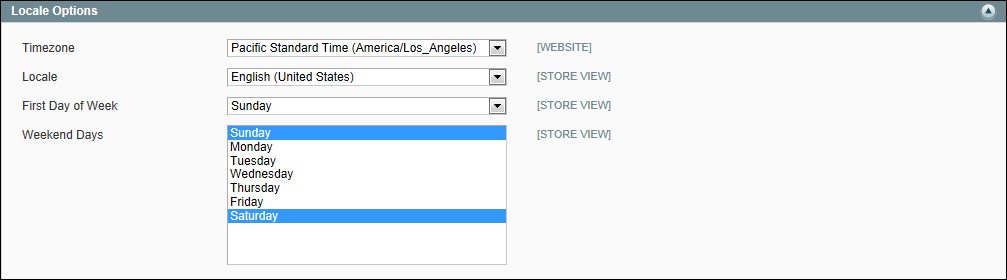 Locale Options
Timezone Pacific Standard Time (America/Los_Angeles) [WEBSITE]
Locale English (United States) [STORE VIEW]
First Day of Week Sunday [STORE VIEW]
Weekend Days Sunday [STORE VIEW]
Monday
Tuesday
Wednesday
Thursday
Friday
Saturday